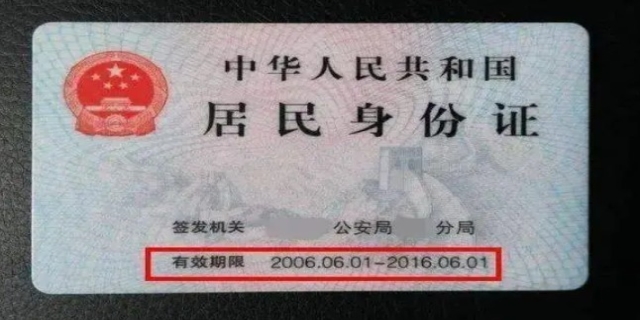 中华人民共和国
居民身份证
签发机关 公安局 分局
有效期限 2006.06.01-2016.06.01